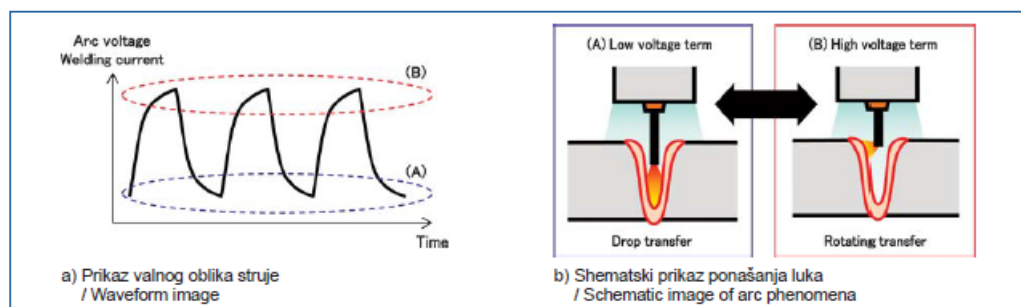 Arc voltage
Welding current
(B)
(A)
Time
a) Prikaz valnog oblika struje
/ Waveform image
(A) Low voltage term
(B) High voltage term
Drop transfer
Rotating transfer
b) Shematski prikaz ponašanja luka
/ Schematic image of arc phenomena